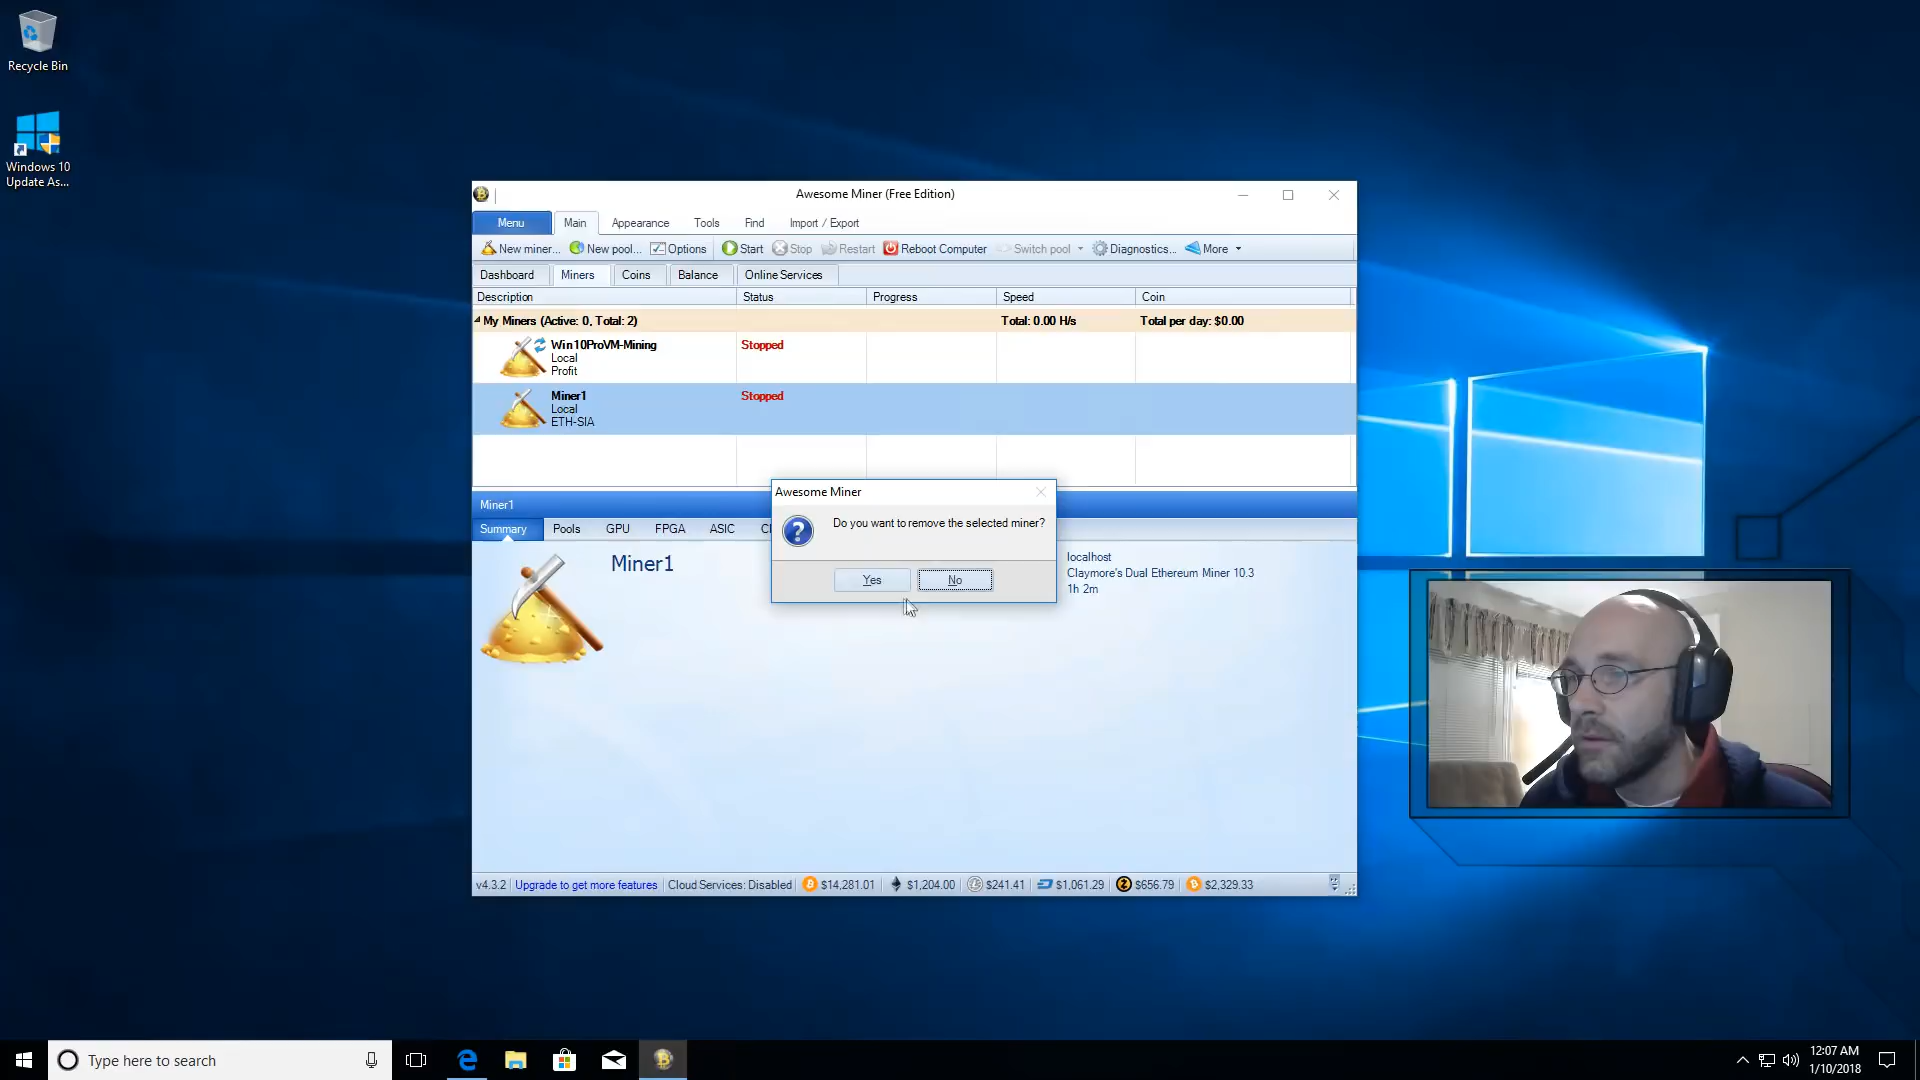 Recycle Bin
Windows 10
Update As...
Awesome Miner (Free Edition)
Menu Main Appearance Tools Find Import / Export
New miner... New pool... Options Start Stop Restart Reboot Computer Switch pool Diagnostics... More
Dashboard Miners Coins Balance Online Services
Description Status Progress Speed Coin
My Miners (Active: 0, Total: 2) Total: 0.00 H/s Total per day: $0.00
Win10ProVM-Mining Stopped
Local
Profit
Miner1 Stopped
Local
ETH-SIA
Miner1
Summary Pools GPU FPGA ASIC
Awesome Miner
Do you want to remove the selected miner?
Yes No
Miner1
localhost
Claymore's Dual Ethereum Miner 10.3
1h 2m
v4.3.2 Upgrade to get more features Cloud Services: Disabled $14,281.01 $1,204.00 $241.41 $1,061.29 $656.79 $2,329.33
Type here to search
12:07 AM
1/10/2018